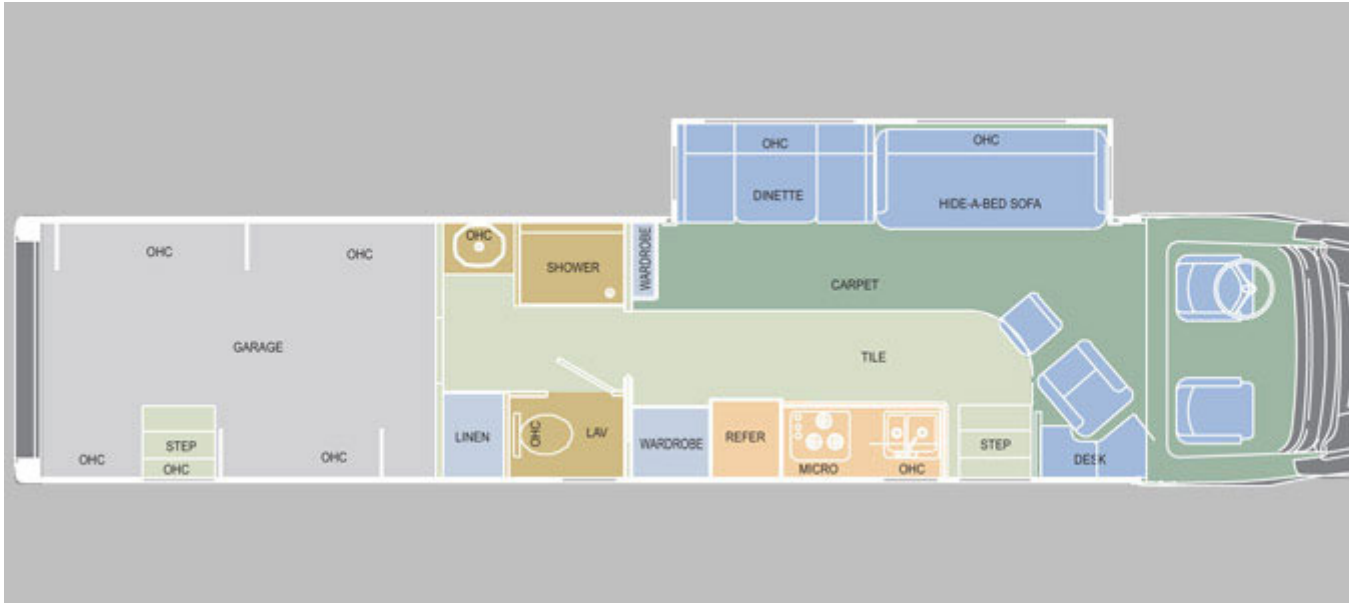 OHC
OHC
DINETTE
HIDE-A-BED SOFA
OHC
OHC
OHC
SHOWER
WARDROBE
CARPET
GARAGE
TILE
OHC
STEP
OHC
OHC
LINEN
OHC
LAV
WARDROBE
REFER
MICRO
OHC
STEP
DESK